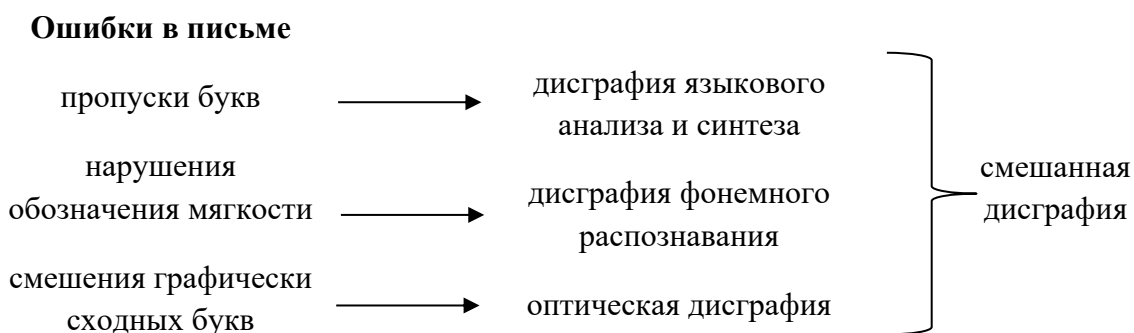 Ошибки в письме
пропуски букв
дисграфия языкового
анализа и синтеза
нарушения
обозначения мягкости
дисграфия фонемного
распознавания
смешения графически
сходных букв
оптическая дисграфия
смешанная
дисграфия